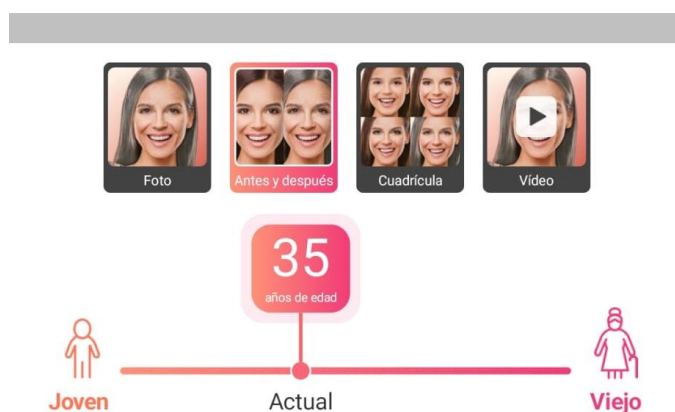 Foto
Antes y después
Cuadrícula
Vídeo
35
años de edad
Joven
Actual
Viejo